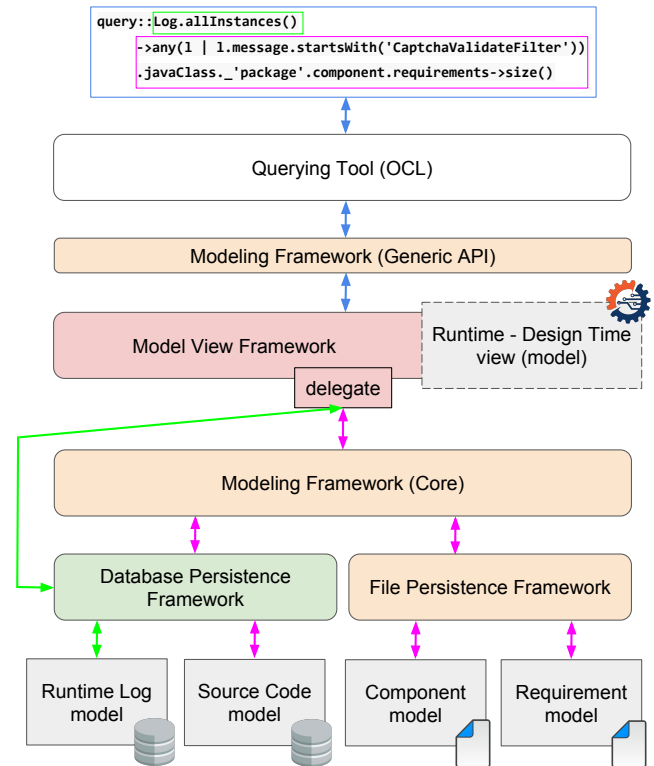 query::Log.allInstances()
->any(l | l.message.startsWith('CaptchaValidateFilter'))
.javaClass._'package'.component.requirements->size()
Querying Tool (OCL)
Modeling Framework (Generic API)
Model View Framework
Runtime - Design Time
view (model)
delegate
Modeling Framework (Core)
Database Persistence
Framework
File Persistence Framework
Runtime Log
model
Source Code
model
Component
model
Requirement
model